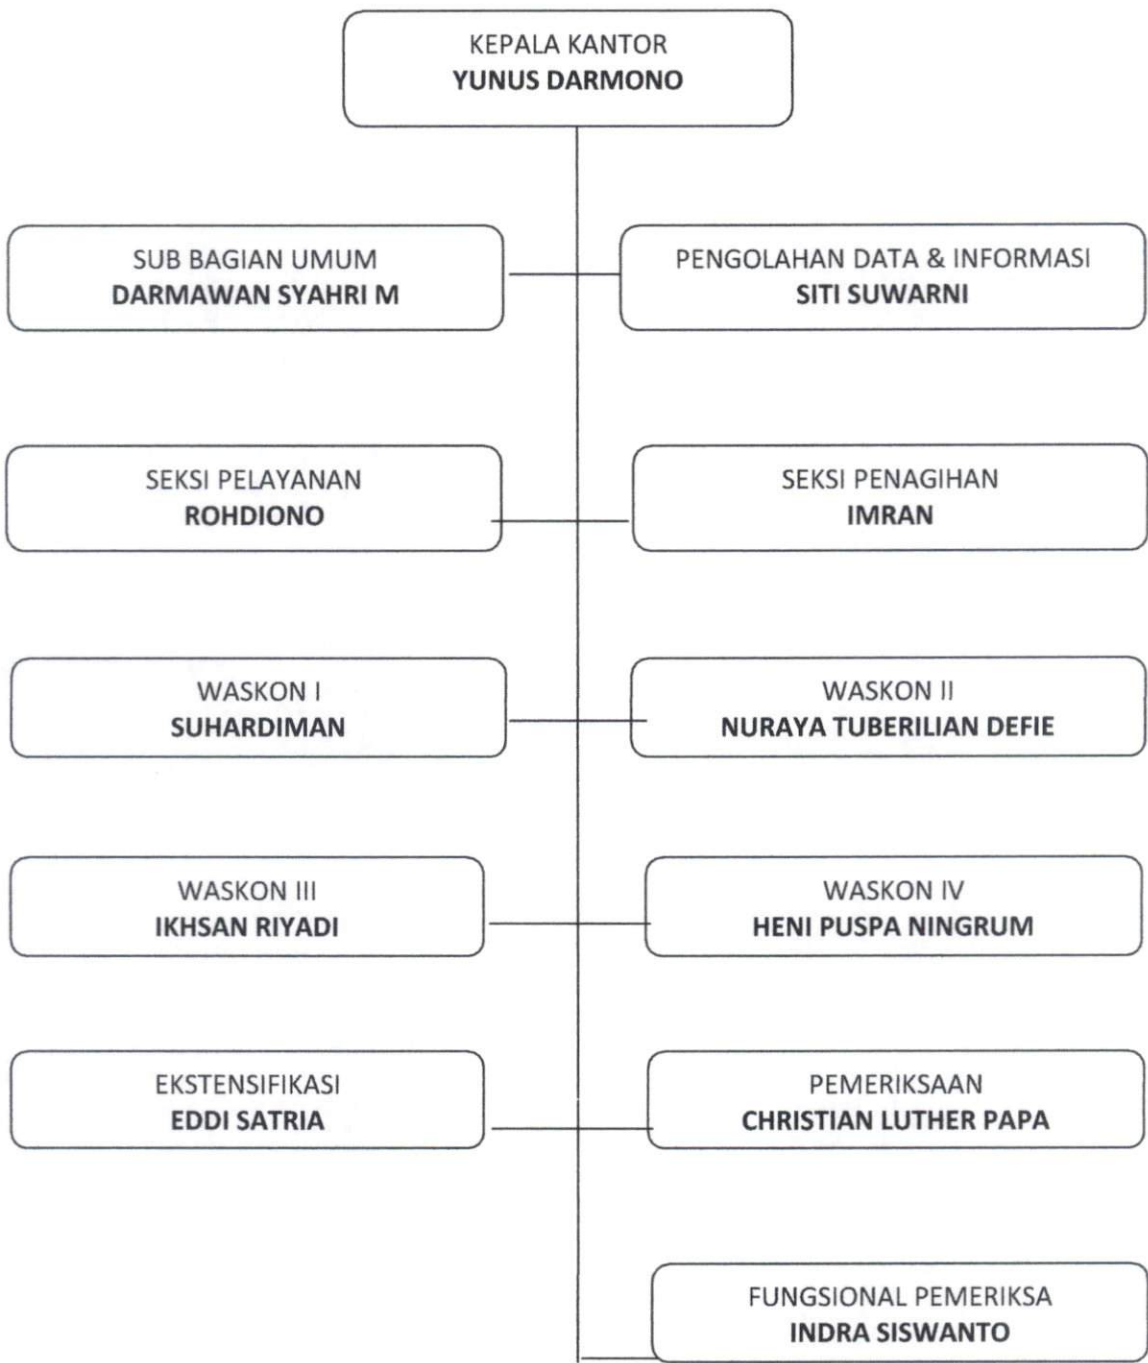 KEPALA KANTOR
YUNUS DARMONO
SUB BAGIAN UMUM
DARMAWAN SYAHRI M
PENGOLAHAN DATA & INFORMASI
SITI SUWARNI
SEKSI PELAYANAN
ROHDIONO
SEKSI PENAGIHAN
IMRAN
WASKON I
SUHARDIMAN
WASKON II
NURAYA TUBERILIAN DEFIE
WASKON III
IKHSAN RIYADI
WASKON IV
HENI PUSPA NINGRUM
EKSTENSIFIKASI
EDDI SATRIA
PEMERIKSAAN
CHRISTIAN LUTHER PAPA
FUNGSIONAL PEMERIKSA
INDRA SISWANTO